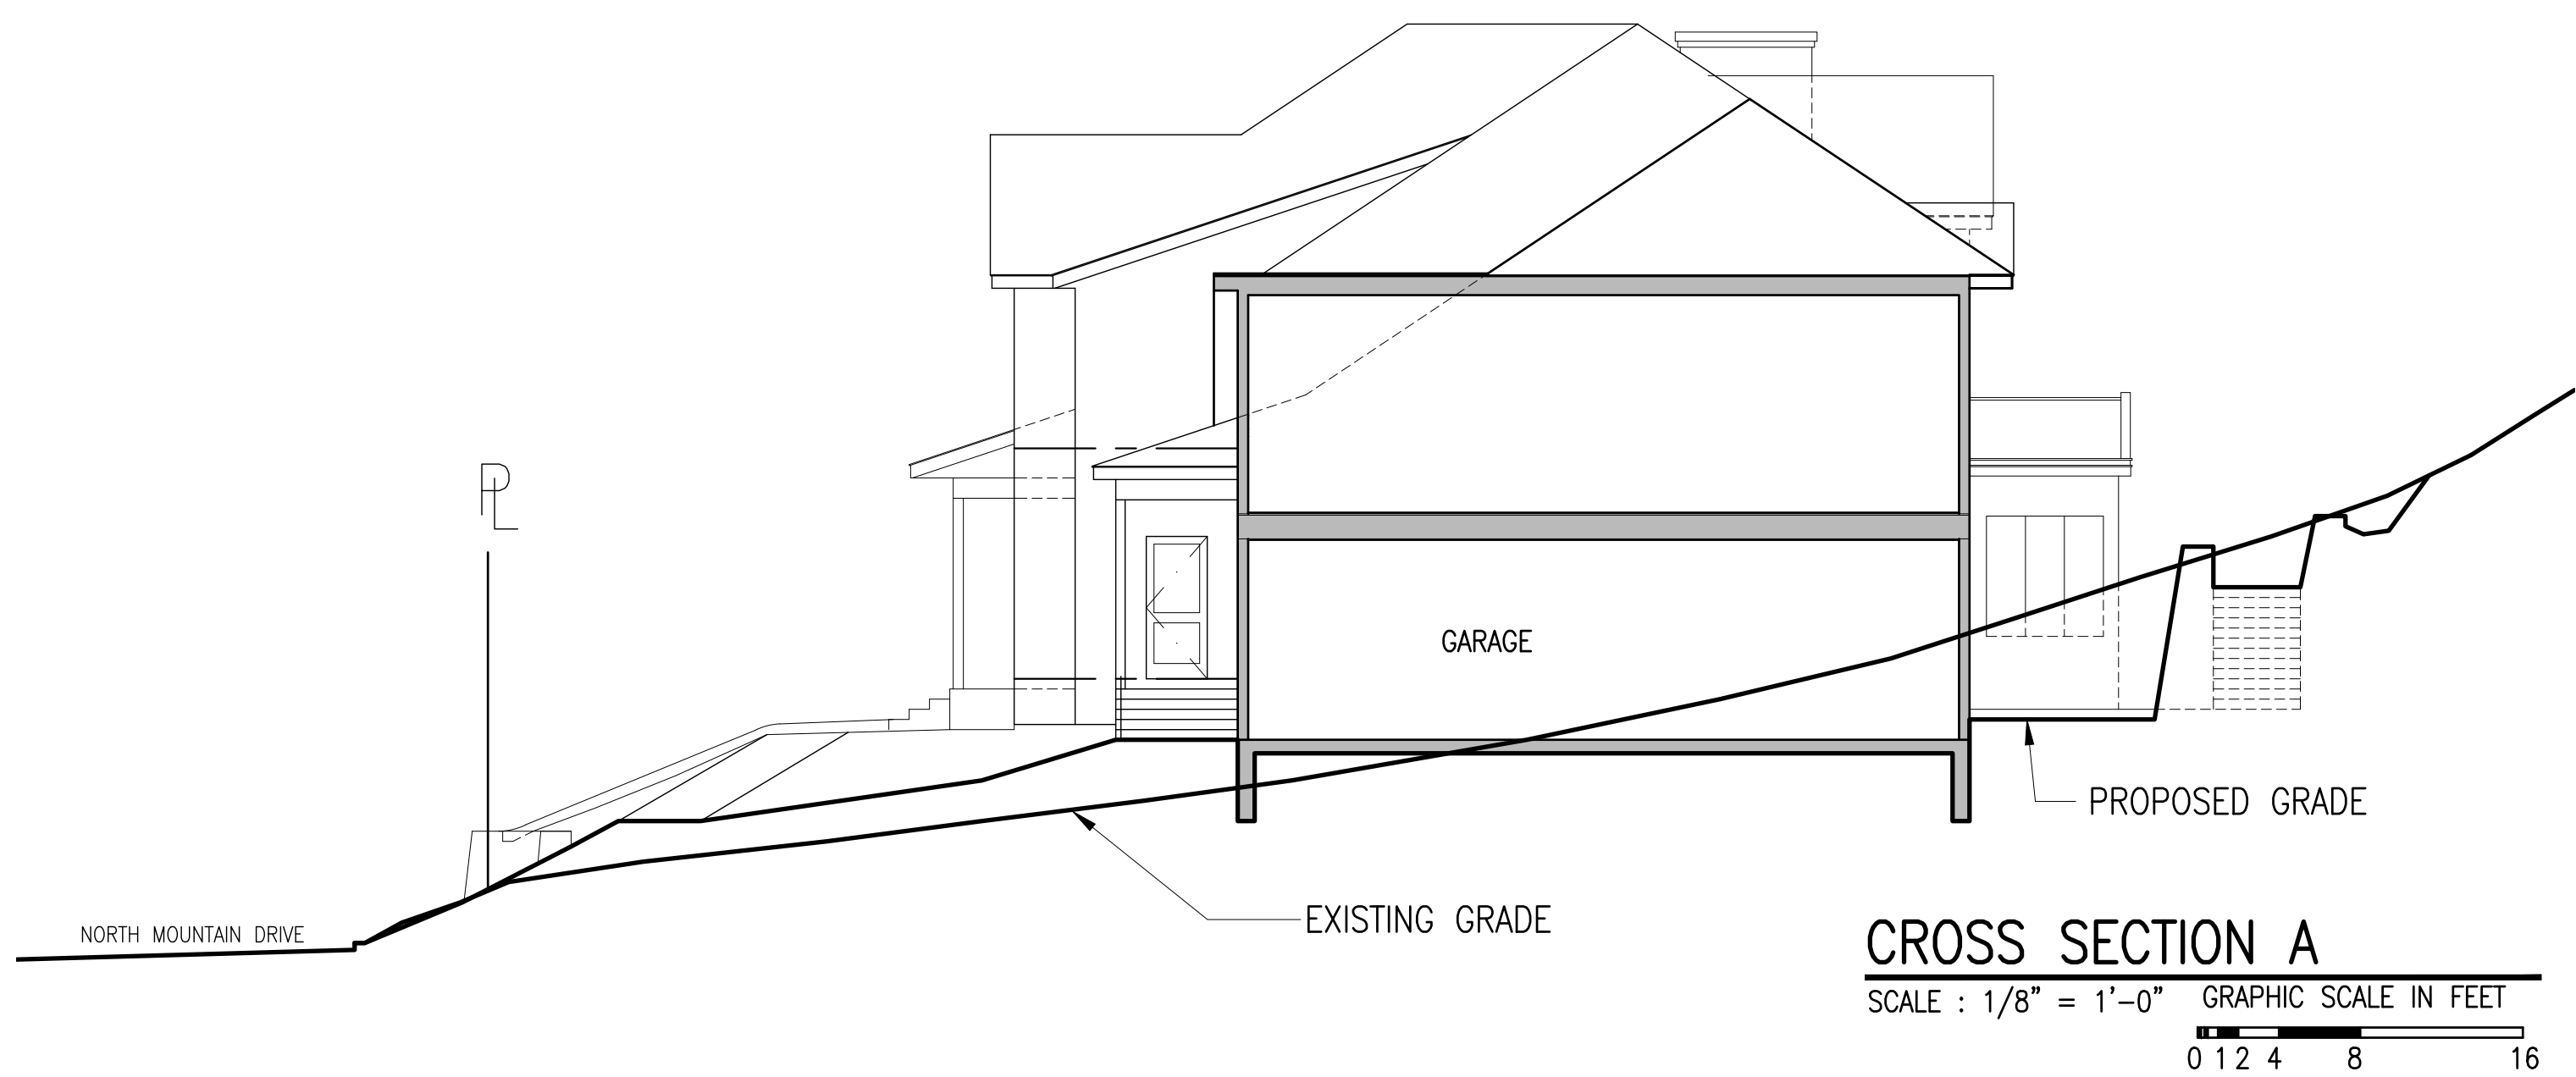 PL
GARAGE
PROPOSED GRADE
EXISTING GRADE
NORTH MOUNTAIN DRIVE
CROSS SECTION A
SCALE : 1/8" = 1'-0" GRAPHIC SCALE IN FEET
0 1 2 4 8 16